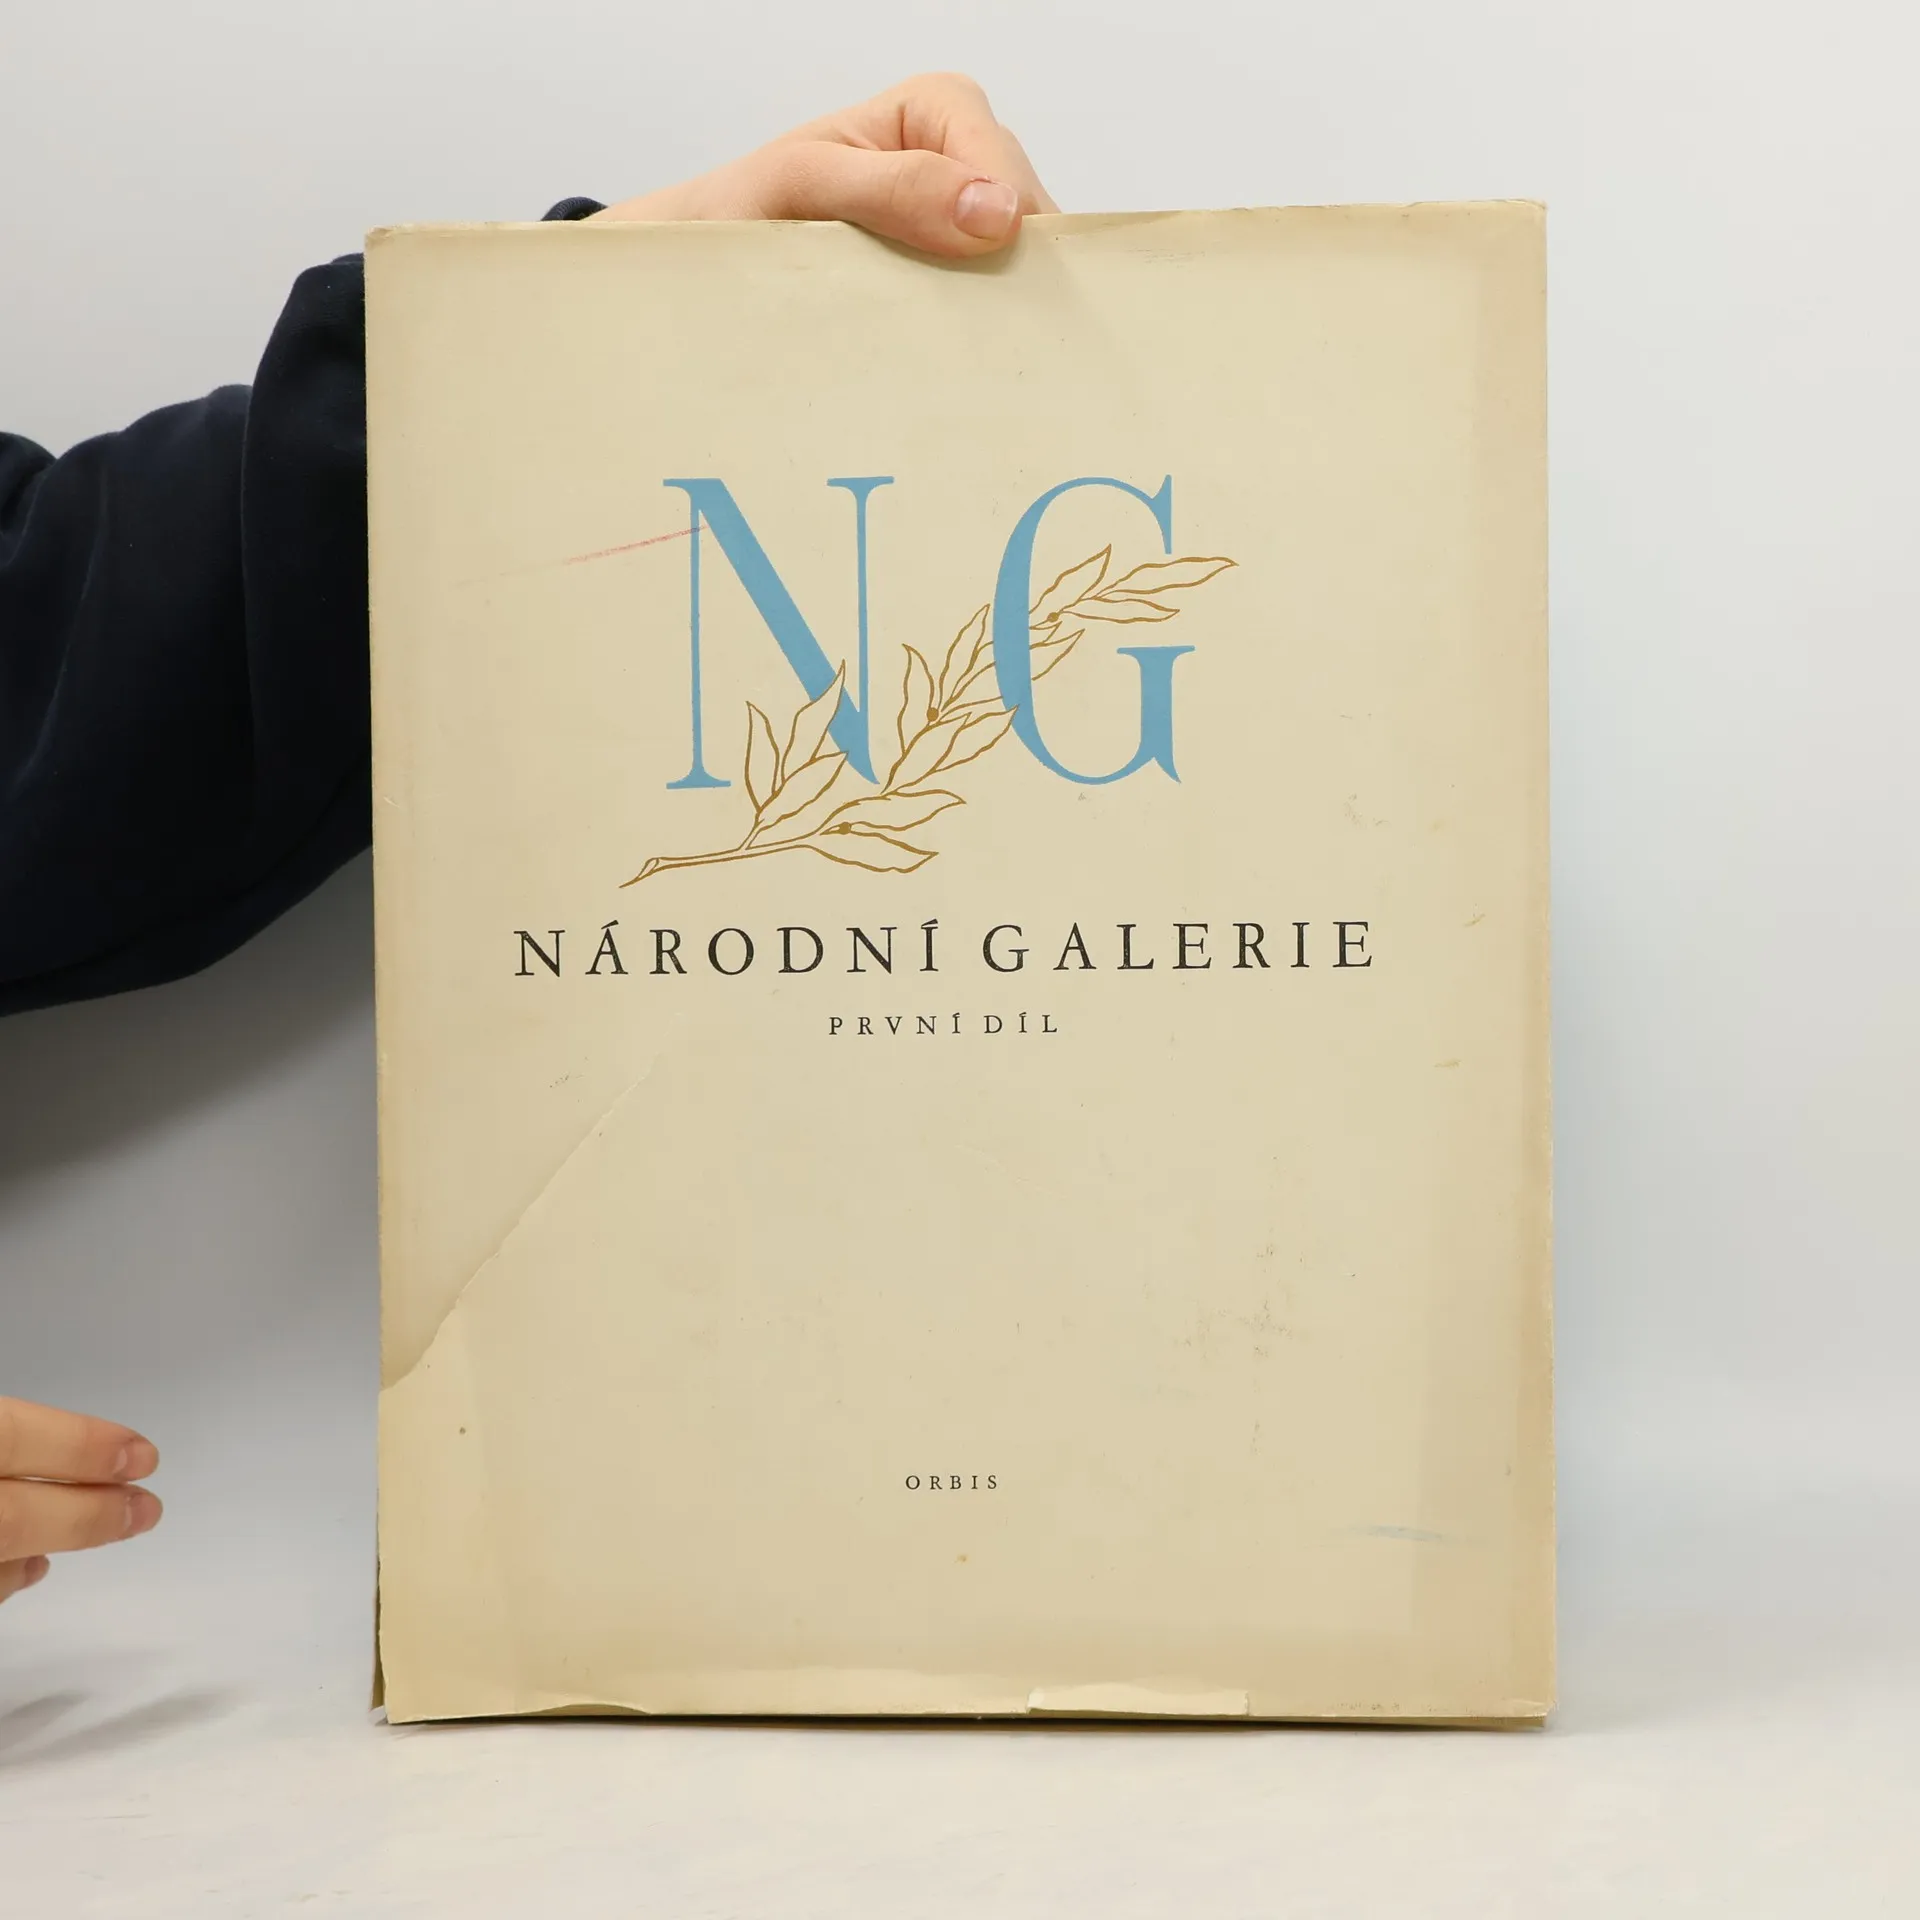 NG
NÁRODNÍ GALERIE
PRVNÍ DÍL
ORBIS